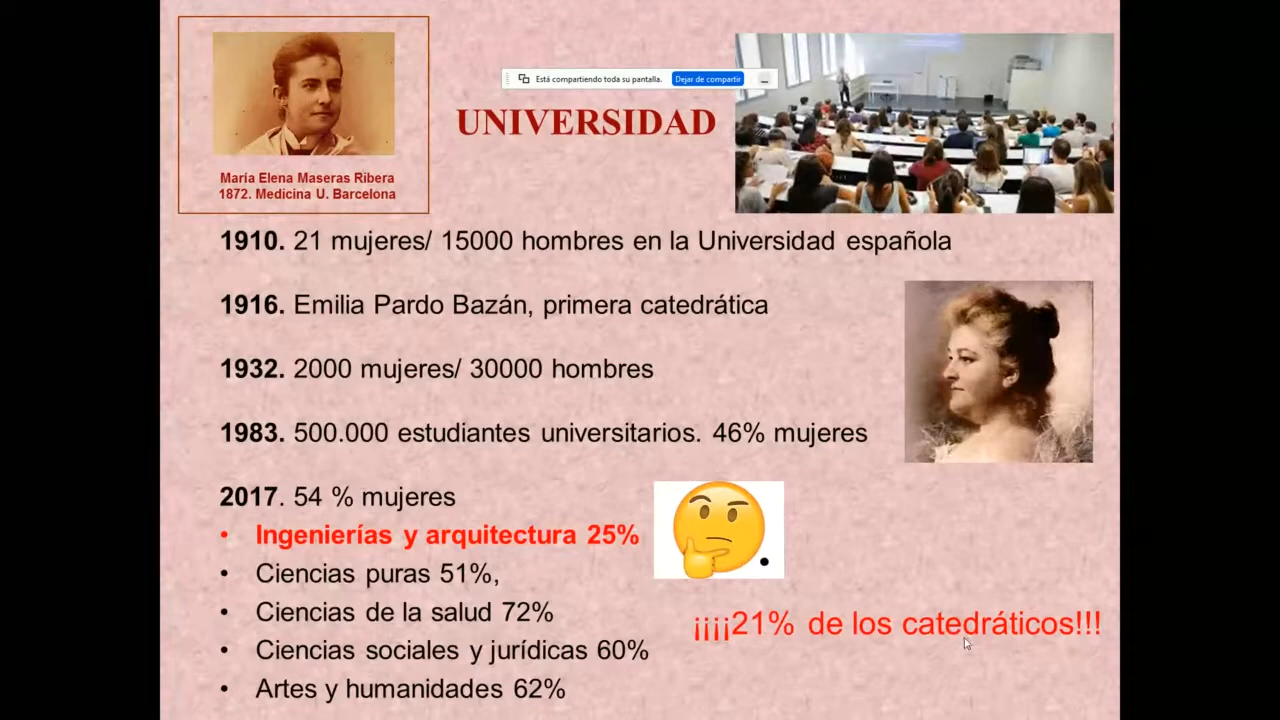 Está compartiendo toda su pantalla. Dejar de compartir
UNIVERSIDAD
María Elena Maseras Ribera
1872. Medicina U. Barcelona
1910. 21 mujeres/ 15000 hombres en la Universidad española
1916. Emilia Pardo Bazán, primera catedrática
1932. 2000 mujeres/ 30000 hombres
1983. 500.000 estudiantes universitarios. 46% mujeres
2017. 54 % mujeres
• Ingenierías y arquitectura 25%
• Ciencias puras 51%,
• Ciencias de la salud 72%
• Ciencias sociales y jurídicas 60%
• Artes y humanidades 62%
¡¡¡¡21% de los catedráticos!!!